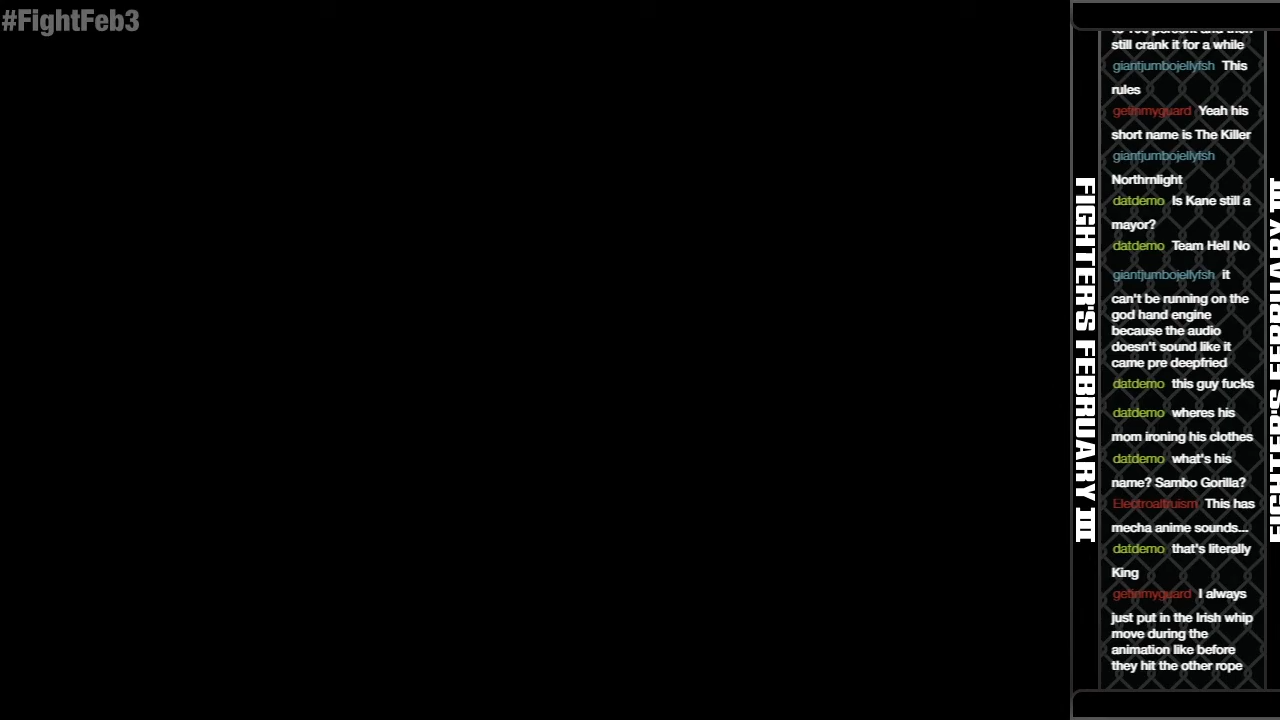 #FightFeb3
still crank it for a while
giantjumbojellyfsh This
rules
getinmyguard Yeah his
short name is The Killer
giantjumbojellyfsh
Northrnlight
datdemo Is Kane still a
mayor?
datdemo Team Hell No
giantjumbojellyfsh it
can't be running on the
god hand engine
because the audio
doesn't sound like it
came pre deepfried
datdemo this guy fucks
datdemo wheres his
mom ironing his clothes
datdemo what's his
name? Sambo Gorilla?
Electroaltruism This has
mecha anime sounds...
datdemo that's literally
King
getinmyguard I always
just put in the Irish whip
move during the
animation like before
they hit the other rope
FIGHTER'S FEBRUARY III